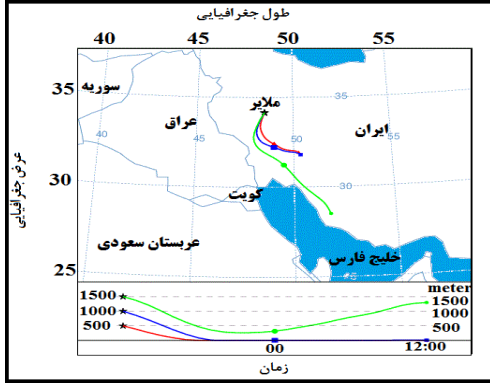 طول جغرافیایی
40 45 50 55
35
30
25
عرض جغرافیایی
سوریه
عراق
ملایر
ایران
کویت
عربستان سعودی
خلیج فارس
35
40 45 50 55
30
meter
1500 1500
1000 1000
500 500
00 12:00
زمان